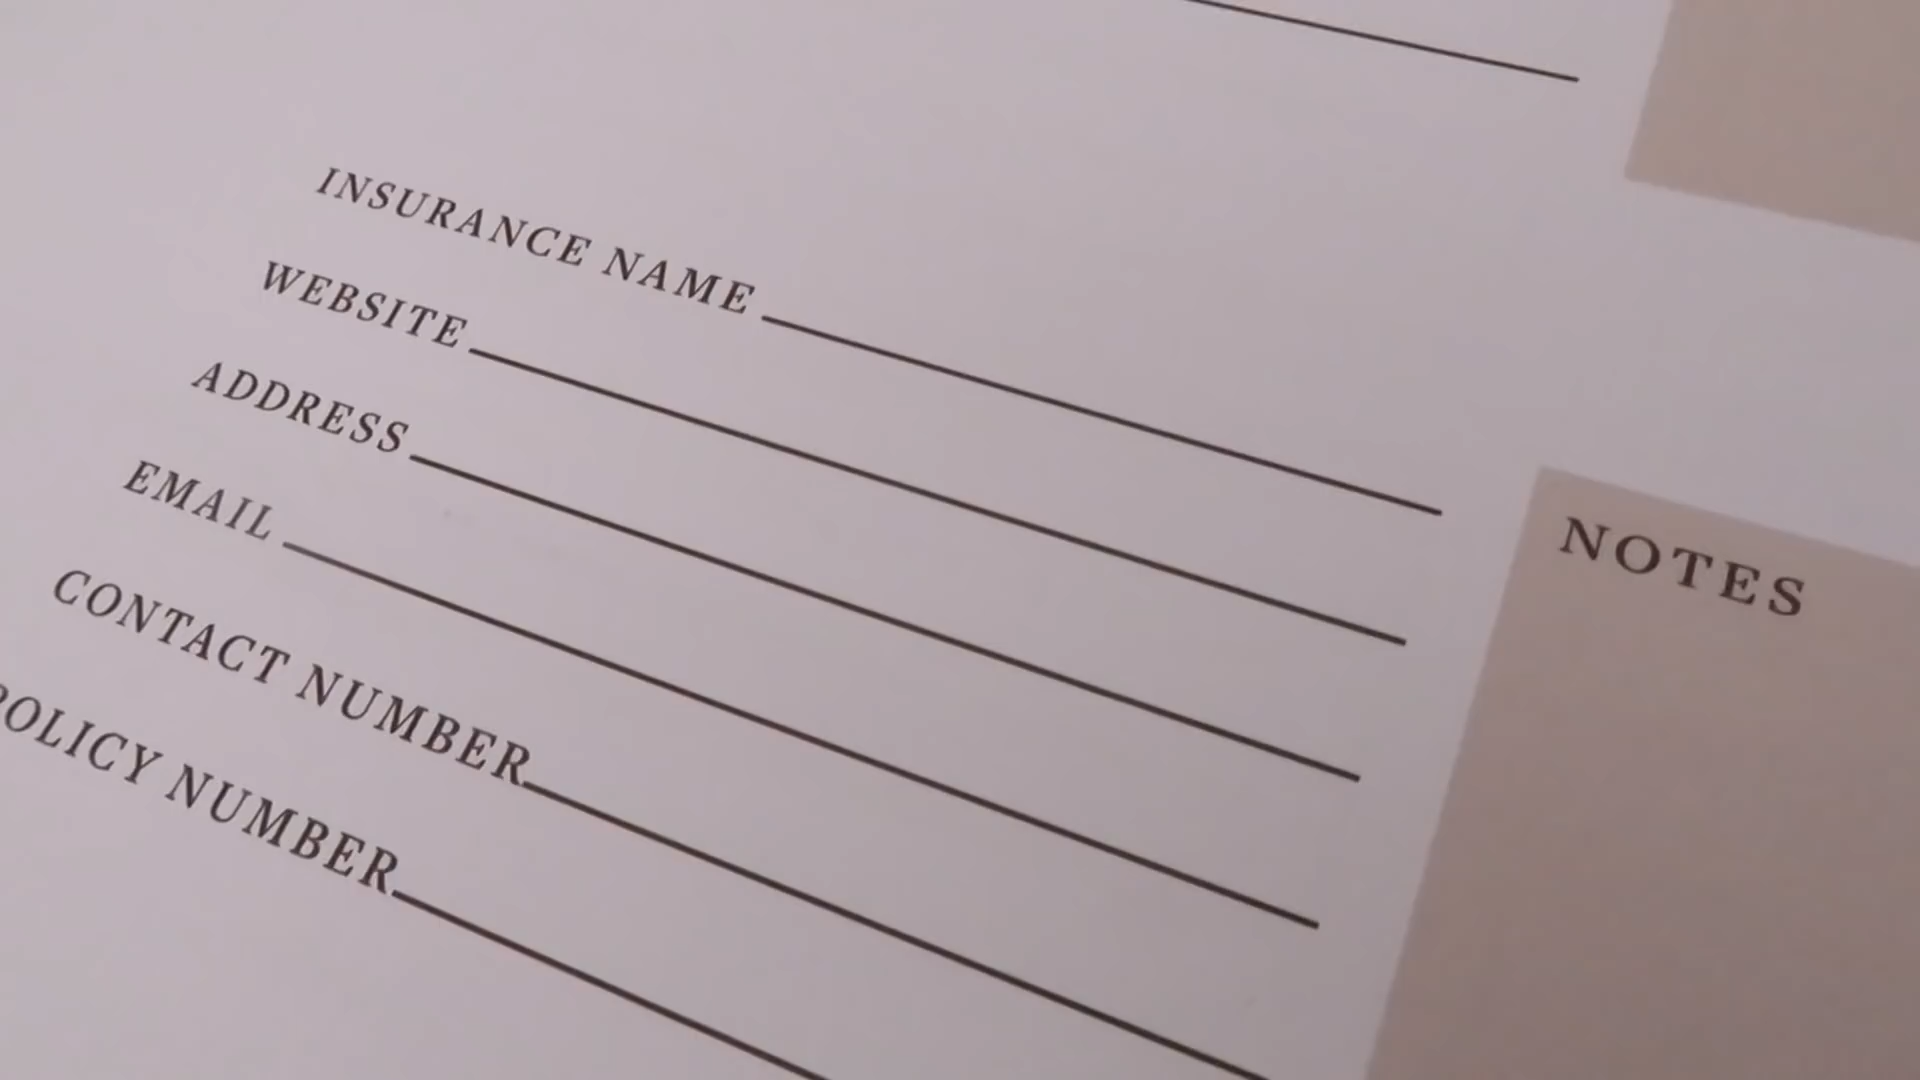 INSURANCE NAME
WEBSITE
ADDRESS
EMAIL
CONTACT NUMBER
POLICY NUMBER
NOTES